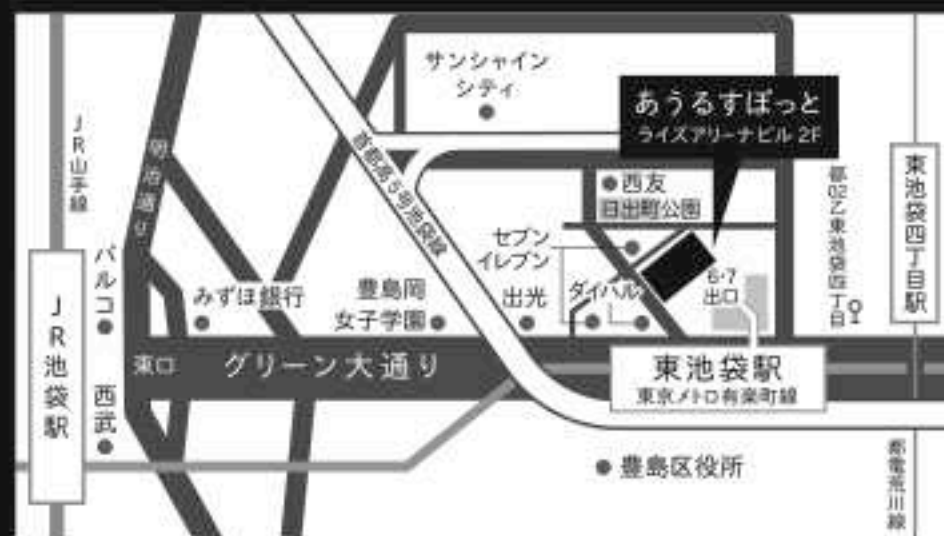 サンシャイン
シティ
あうるすぽっと
ライズアリーナビル 2F
JR山手線
明治通り
首都高5号池袋線
西友
日出町公園
都02乙東池袋四丁目
東池袋四丁目駅
パルコ
セブン
イレブン
JR池袋駅
みずほ銀行
豊島岡
女子学園
出光
ダイハツ
6・7
出口
東口
グリーン大通り
東池袋駅
東京メトロ有楽町線
西武
豊島区役所
都電荒川線